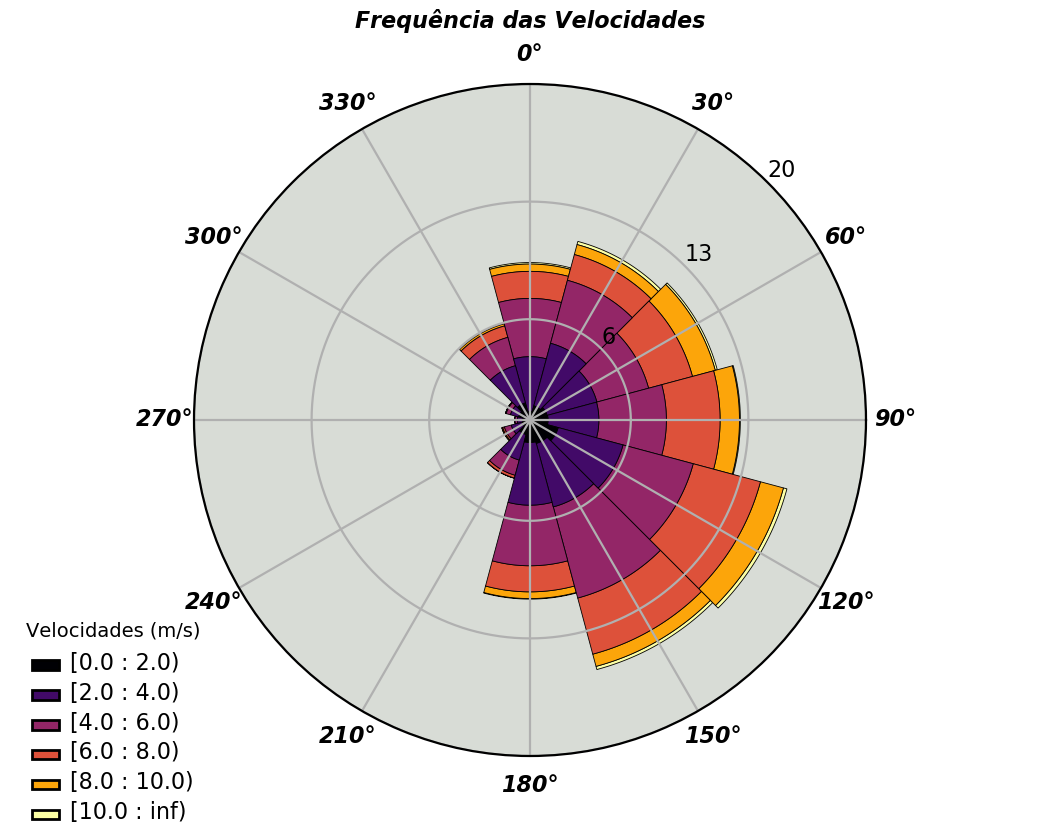 Frequência das Velocidades
0°
330°
30°
20
300°
60°
13
6
270°
90°
240°
120°
210°
150°
180°
Velocidades (m/s)
[0.0 : 2.0)
[2.0 : 4.0)
[4.0 : 6.0)
[6.0 : 8.0)
[8.0 : 10.0)
[10.0 : inf)